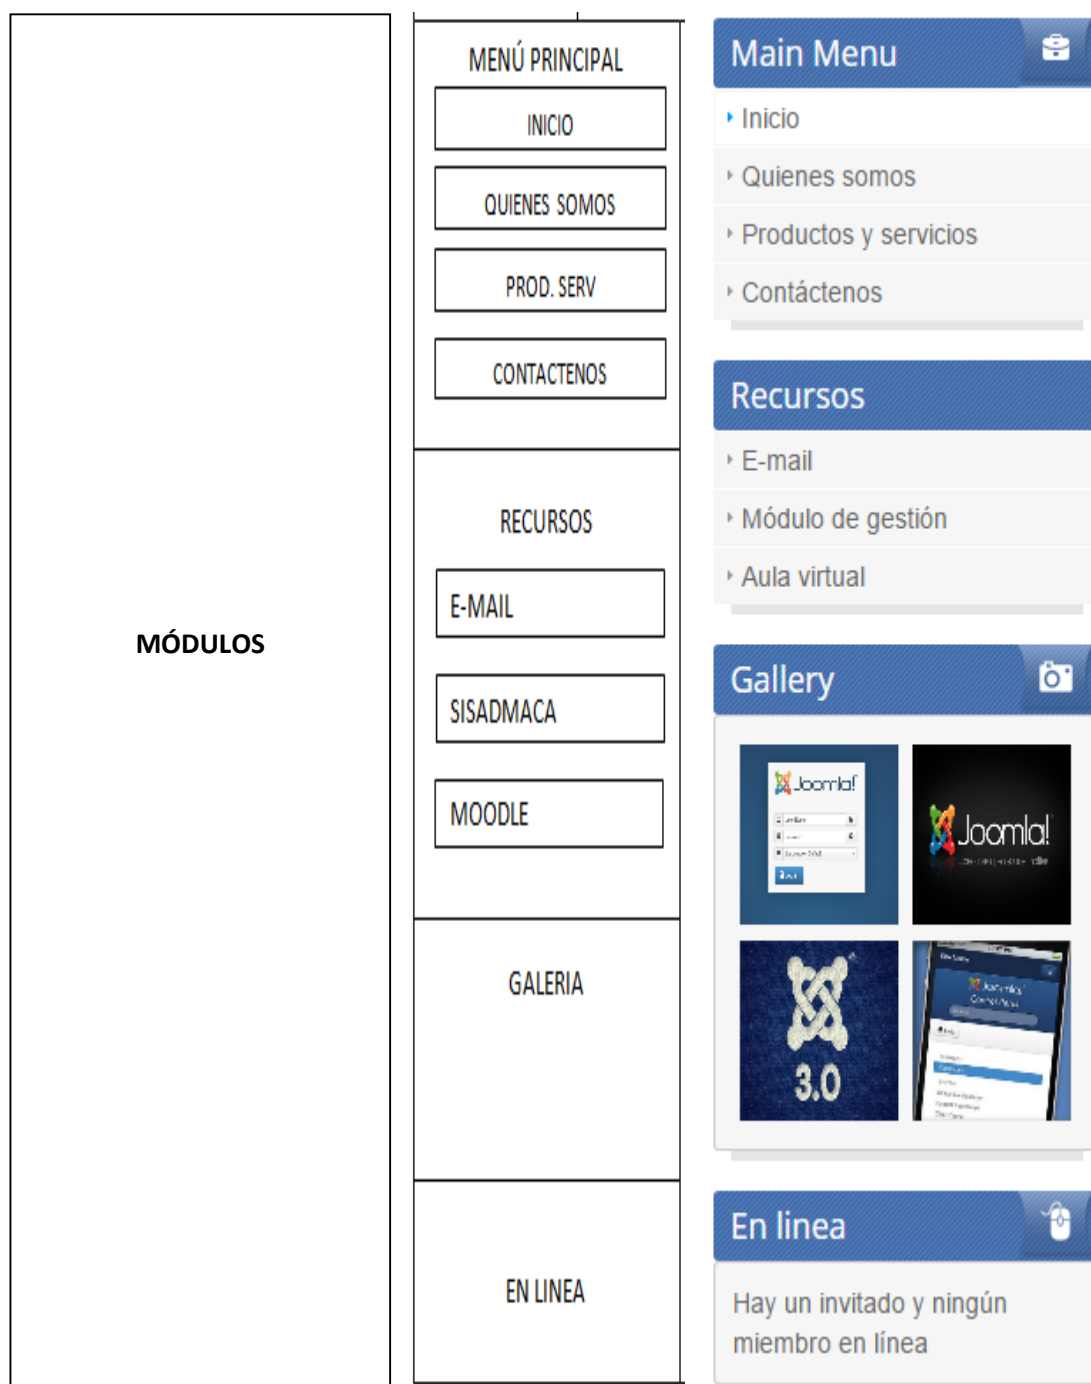 MÓDULOS
MENÚ PRINCIPAL
INICIO
QUIENES SOMOS
PROD. SERV
CONTACTENOS
RECURSOS
E-MAIL
SISADMACA
MOODLE
GALERIA
EN LINEA
Main Menu
Inicio
Quienes somos
Productos y servicios
Contáctenos
Recursos
E-mail
Módulo de gestión
Aula virtual
Gallery
Joomla!
Joomla!
3.0
Joomla!
En linea
Hay un invitado y ningún
miembro en línea